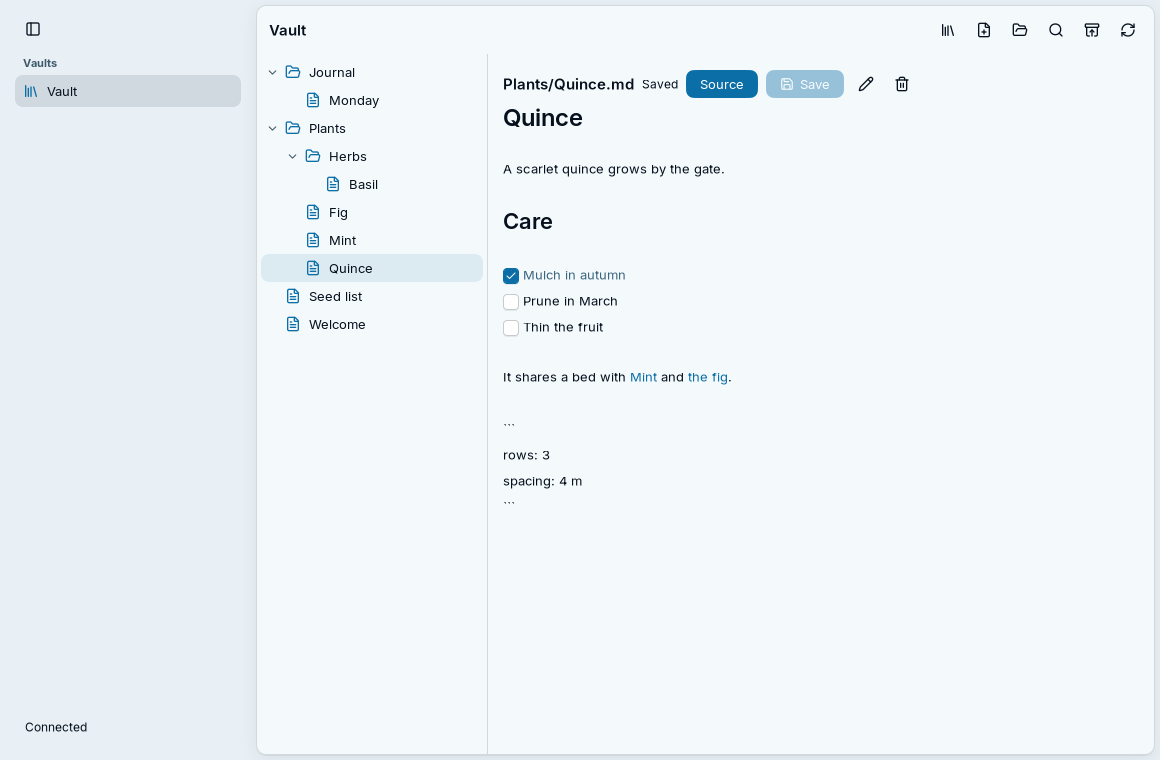 Vault
Vaults
Vault
Connected
Journal
Monday
Plants
Herbs
Basil
Fig
Mint
Quince
Seed list
Welcome
Plants/Quince.md Saved Source Save
Quince
A scarlet quince grows by the gate.
Care
Mulch in autumn
Prune in March
Thin the fruit
It shares a bed with Mint and the fig.
```
rows: 3
spacing: 4 m
```